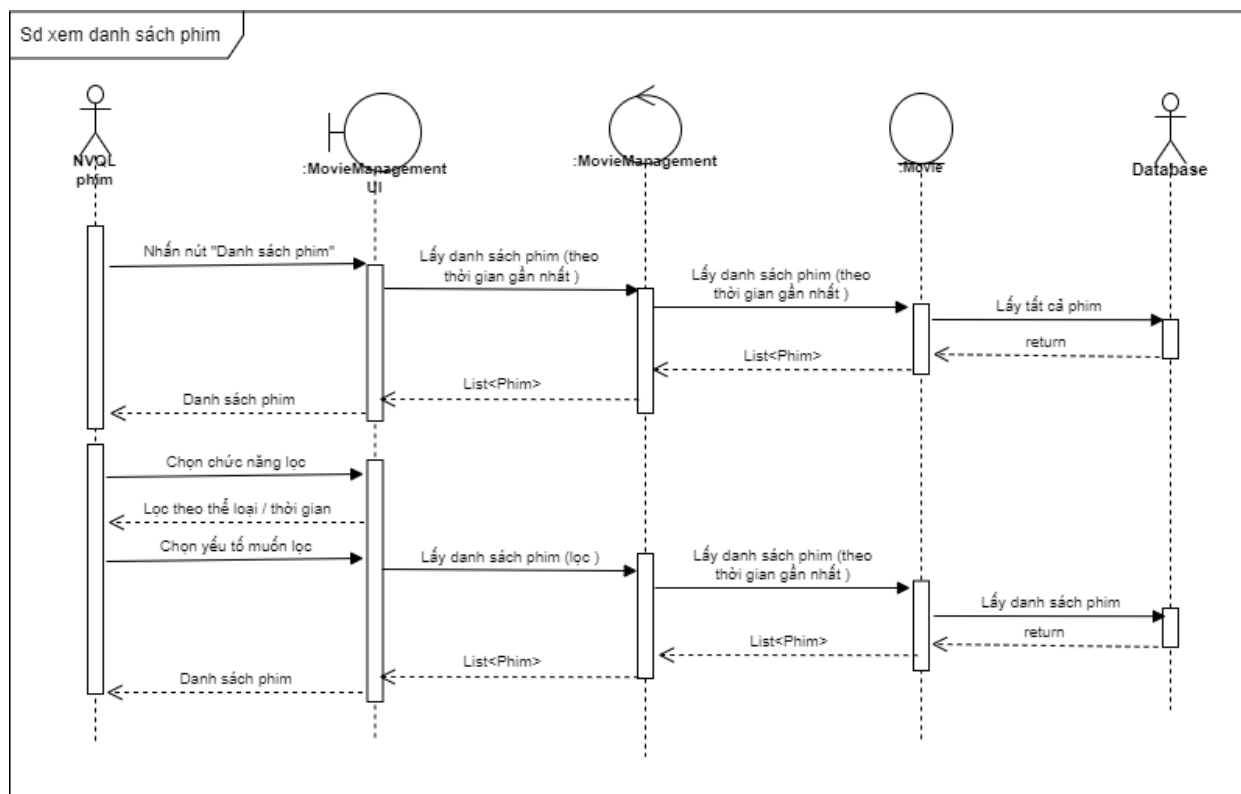 Sd xem danh sách phim
NVQL
phim
:MovieManagement
UI
:MovieManagement
:Movie
Database
Nhấn nút "Danh sách phim"
Lấy danh sách phim (theo
thời gian gần nhất )
Lấy danh sách phim (theo
thời gian gần nhất )
Lấy tất cả phim
return
List<Phim>
List<Phim>
Danh sách phim
Chọn chức năng lọc
Lọc theo thể loại / thời gian
Chọn yếu tố muốn lọc
Lấy danh sách phim (lọc )
Lấy danh sách phim (theo
thời gian gần nhất )
Lấy danh sách phim
return
List<Phim>
List<Phim>
Danh sách phim